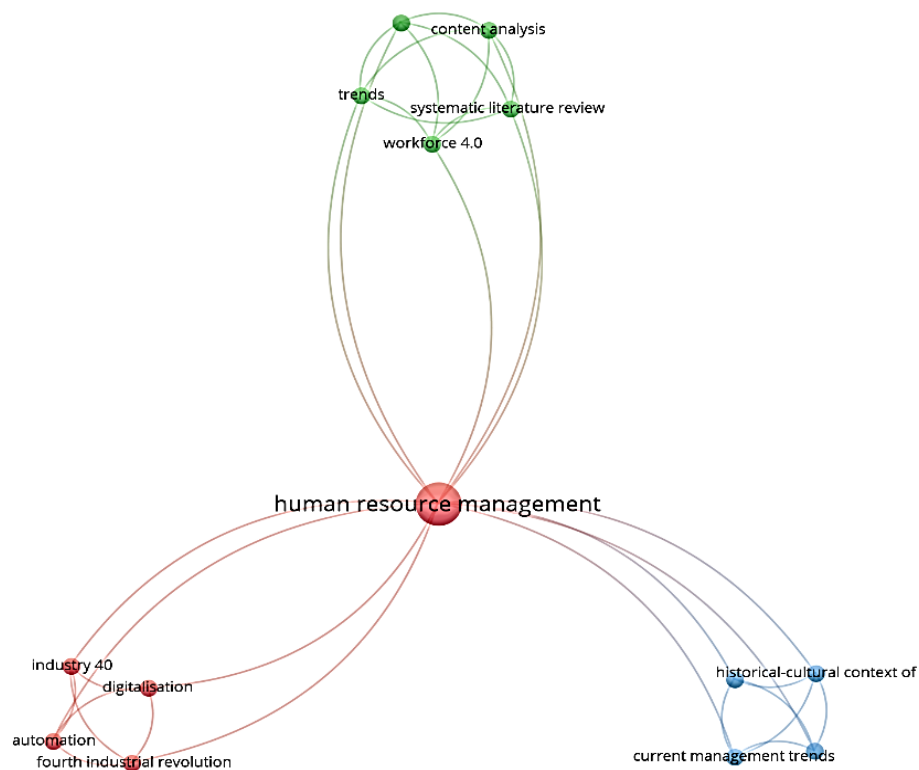 content analysis
trends
systematic literature review
workforce 4.0
human resource management
industry 40
digitalisation
automation
fourth industrial revolution
historical-cultural context of
current management trends